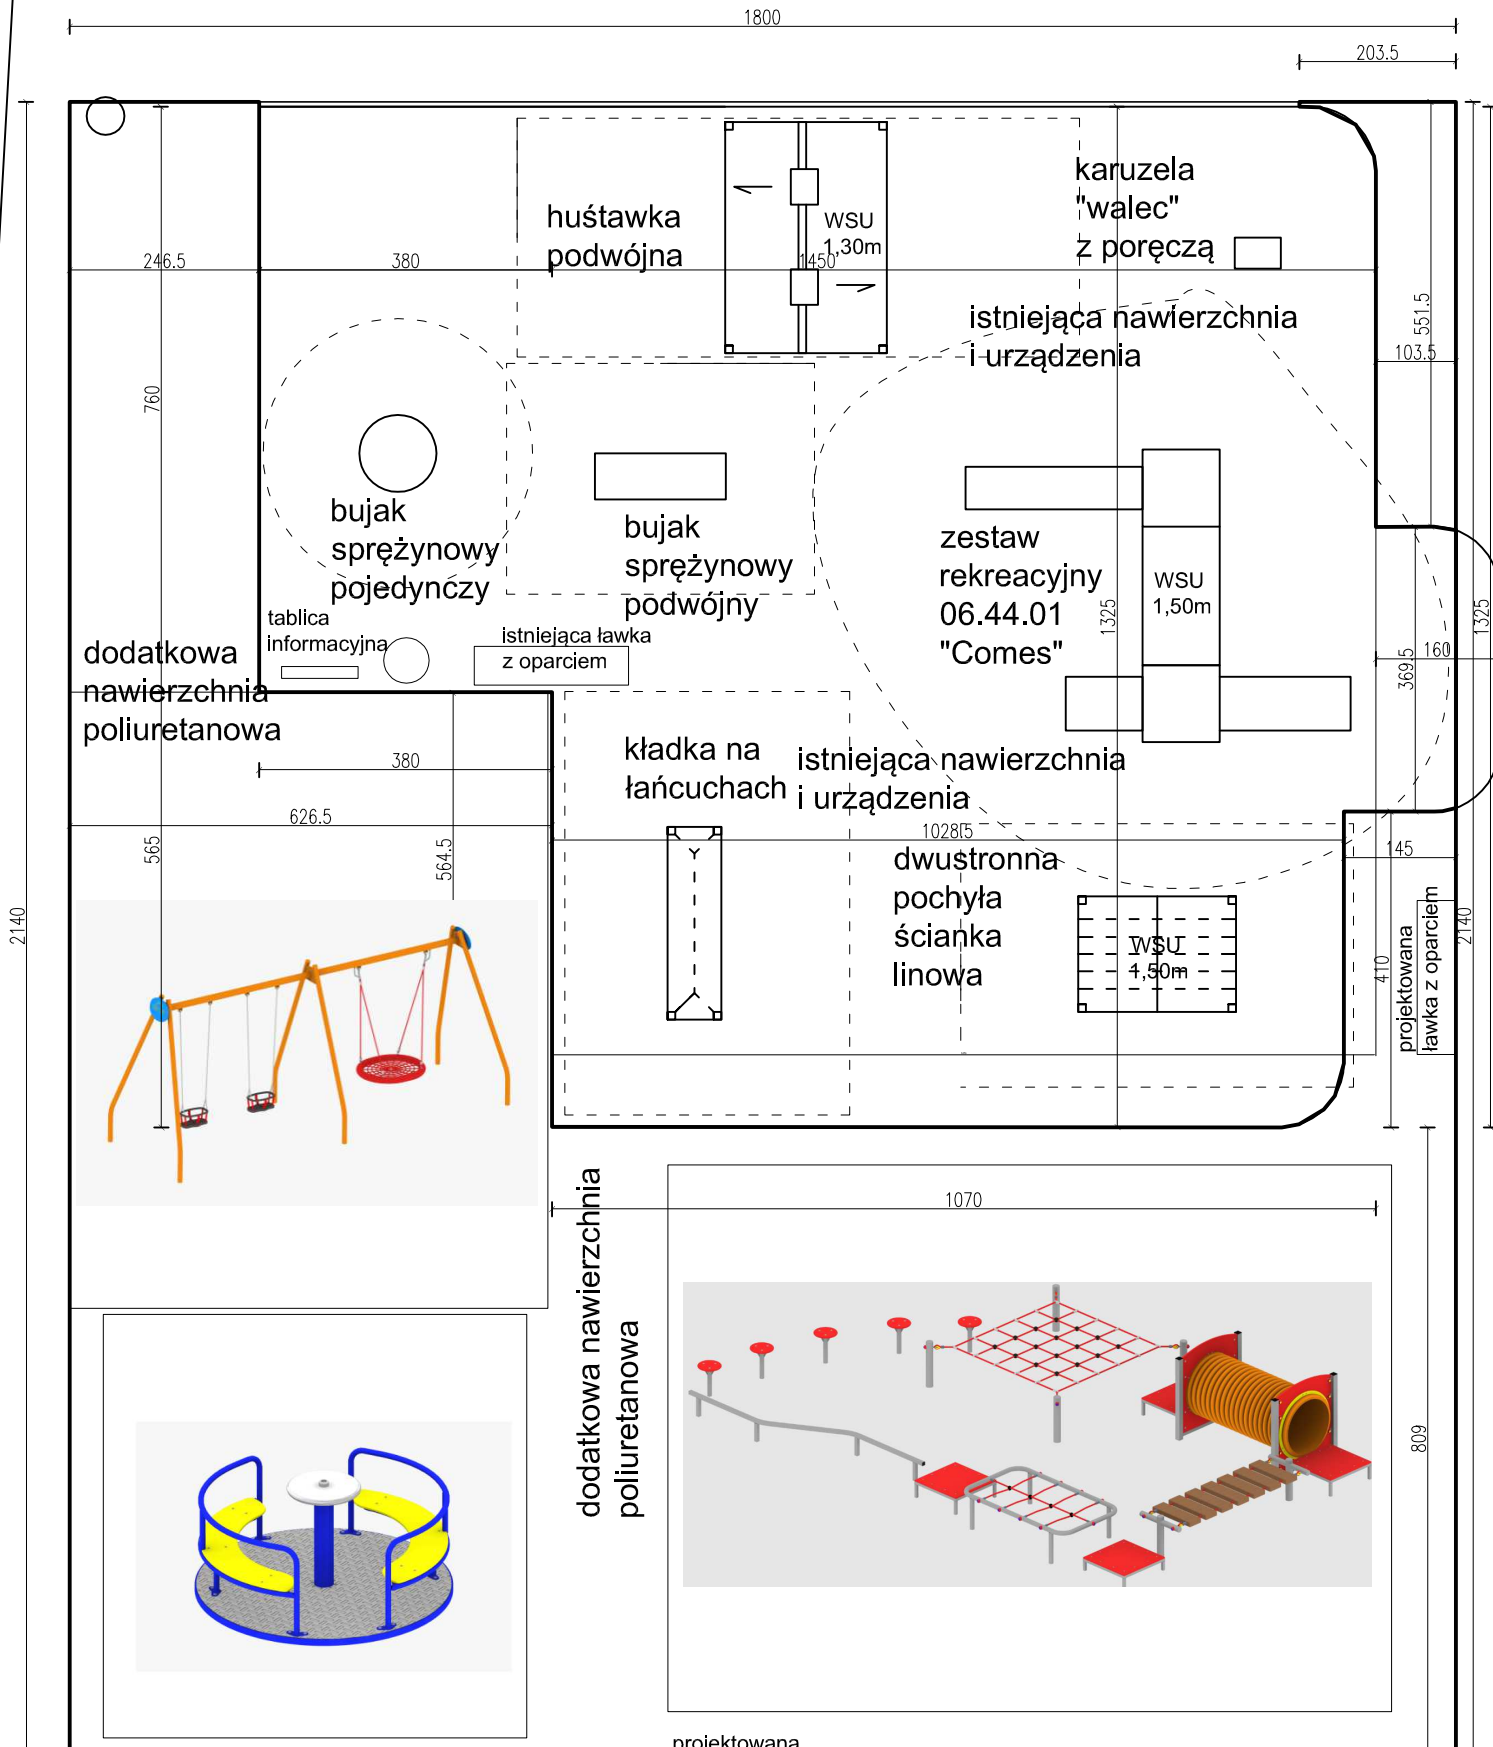 1800
203.5
karuzela
"walec"
z poręczą
huśtawka
podwójna
WSU
1,30m
246.5
380
1450
istniejąca nawierzchnia
i urządzenia
551.5
103.5
760
bujak
sprężynowy
pojedynczy
bujak
sprężynowy
podwójny
zestaw
rekreacyjny
06.44.01
"Comes"
WSU
1,50m
1325
1325
tablica
informacyjna
istniejąca ławka
z oparciem
dodatkowa
nawierzchnia
poliuretanowa
369.5
160
380
kładka na
łańcuchach
istniejąca nawierzchnia
i urządzenia
626.5
1028.5
565
564.5
145
dwustronna
pochyła
ścianka
linowa
WSU
1,50m
2140
2140
410
projektowana
ławka z oparciem
1070
dodatkowa nawierzchnia
poliuretanowa
809
projektowana